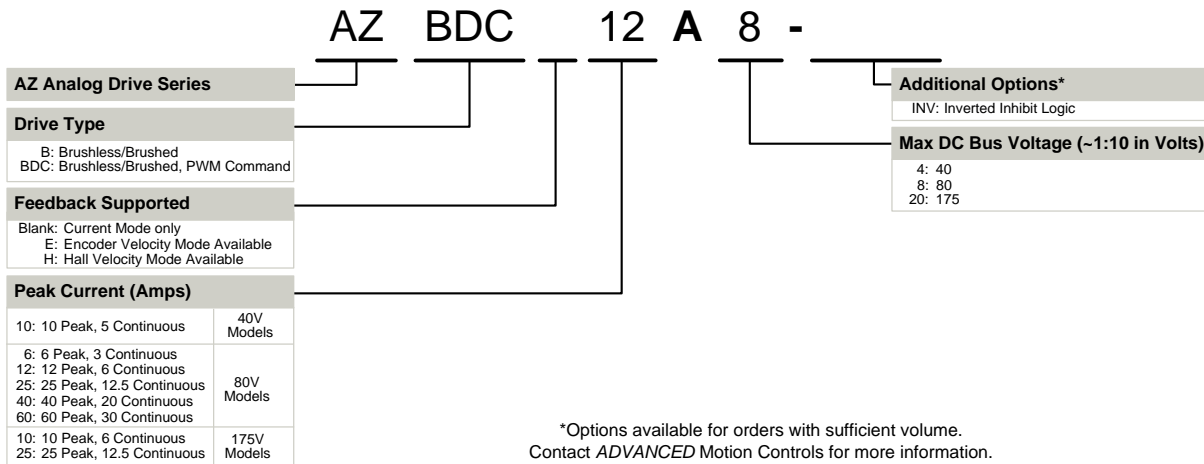 AZ BDC 12 A 8 -
AZ Analog Drive Series
Drive Type
B: Brushless/Brushed
BDC: Brushless/Brushed, PWM Command
Feedback Supported
Blank: Current Mode only
E: Encoder Velocity Mode Available
H: Hall Velocity Mode Available
Peak Current (Amps)
10: 10 Peak, 5 Continuous
40V
Models
6: 6 Peak, 3 Continuous
12: 12 Peak, 6 Continuous
25: 25 Peak, 12.5 Continuous
40: 40 Peak, 20 Continuous
60: 60 Peak, 30 Continuous
80V
Models
10: 10 Peak, 6 Continuous
25: 25 Peak, 12.5 Continuous
175V
Models
Additional Options*
INV: Inverted Inhibit Logic
Max DC Bus Voltage (~1:10 in Volts)
4: 40
8: 80
20: 175
*Options available for orders with sufficient volume.
Contact ADVANCED Motion Controls for more information.